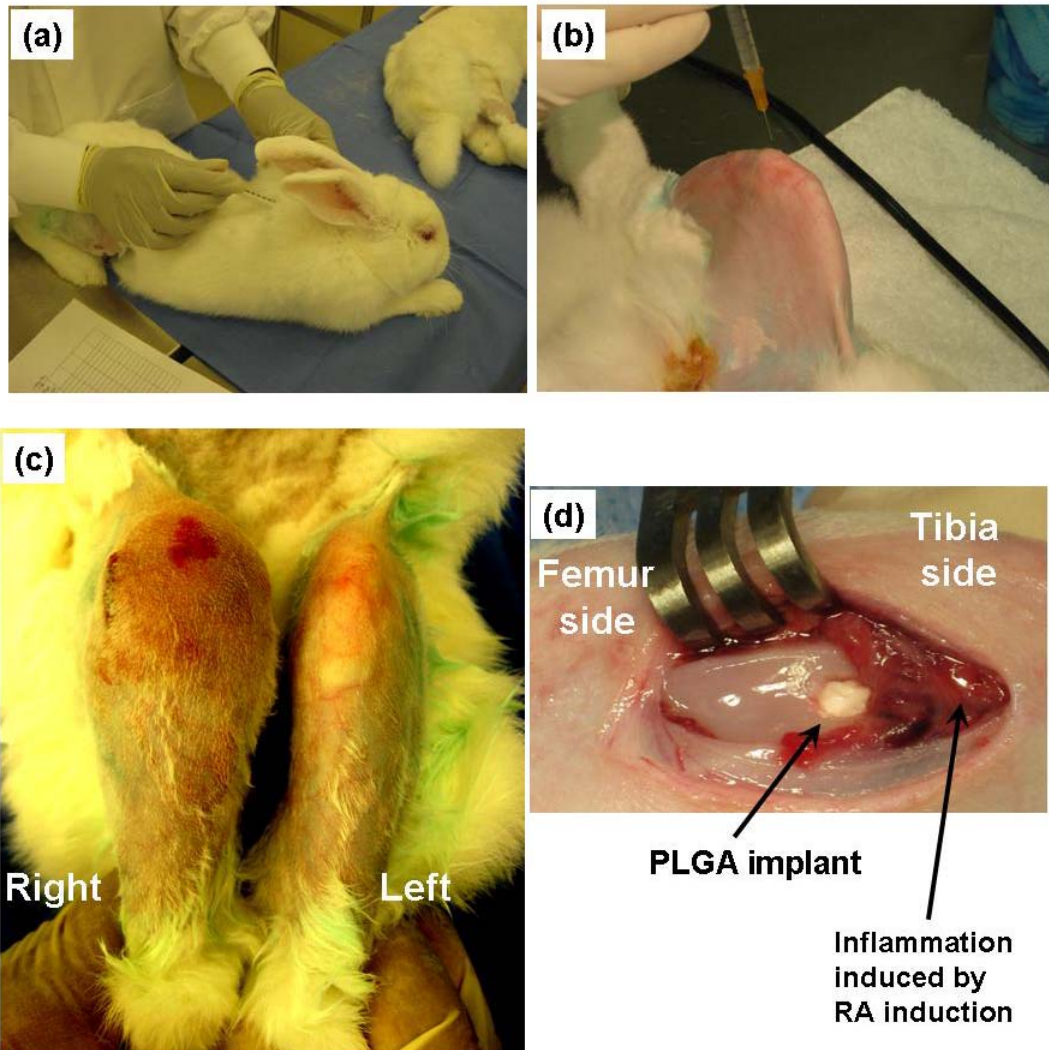 (a)
(b)
(c)
Right
Left
(d)
Femur
side
Tibia
side
PLGA implant
Inflammation
induced by
RA induction